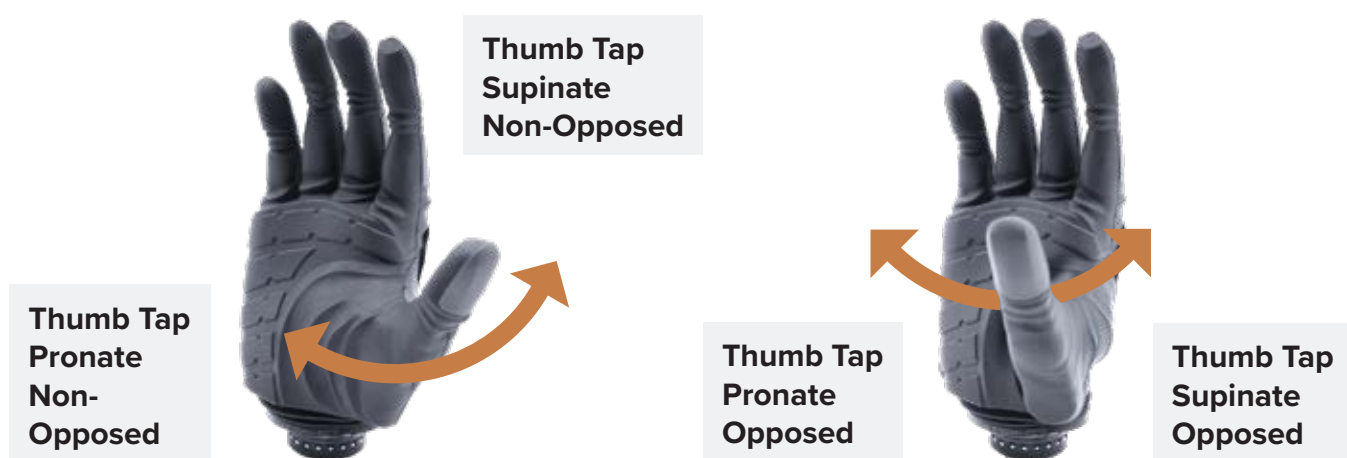 Thumb Tap
Supinate
Non-Opposed
Thumb Tap
Pronate
Non-
Opposed
Thumb Tap
Pronate
Opposed
Thumb Tap
Supinate
Opposed